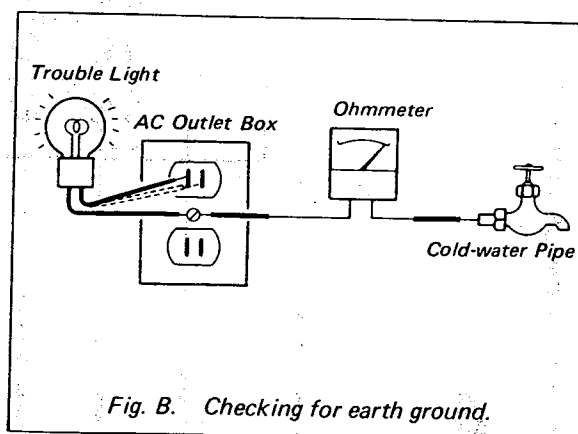 Trouble Light
AC Outlet Box
Ohmmeter
Cold-water Pipe
Fig. B. Checking for earth ground.